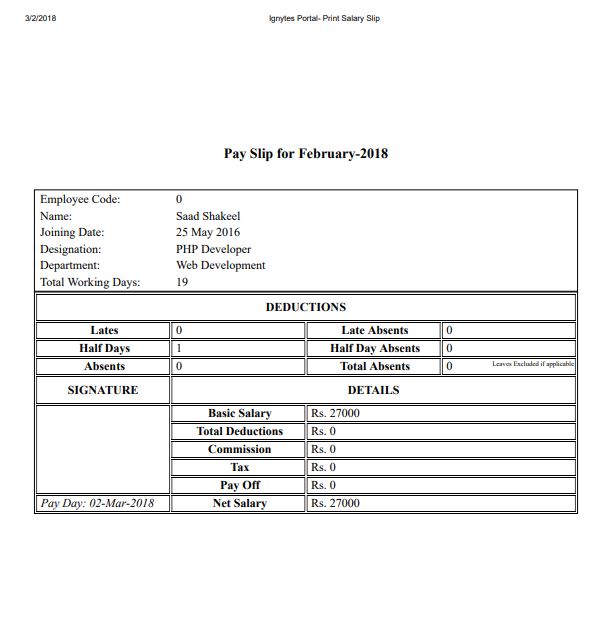 3/2/2018 Ignytes Portal- Print Salary Slip
Pay Slip for February-2018
Employee Code: 0
Name: Saad Shakeel
Joining Date: 25 May 2016
Designation: PHP Developer
Department: Web Development
Total Working Days: 19
DEDUCTIONS
Lates 0 Late Absents 0
Half Days 1 Half Day Absents 0
Absents 0 Total Absents 0 Leaves Excluded if applicable
SIGNATURE DETAILS
Basic Salary Rs. 27000
Total Deductions Rs. 0
Commission Rs. 0
Tax Rs. 0
Pay Off Rs. 0
Pay Day: 02-Mar-2018 Net Salary Rs. 27000